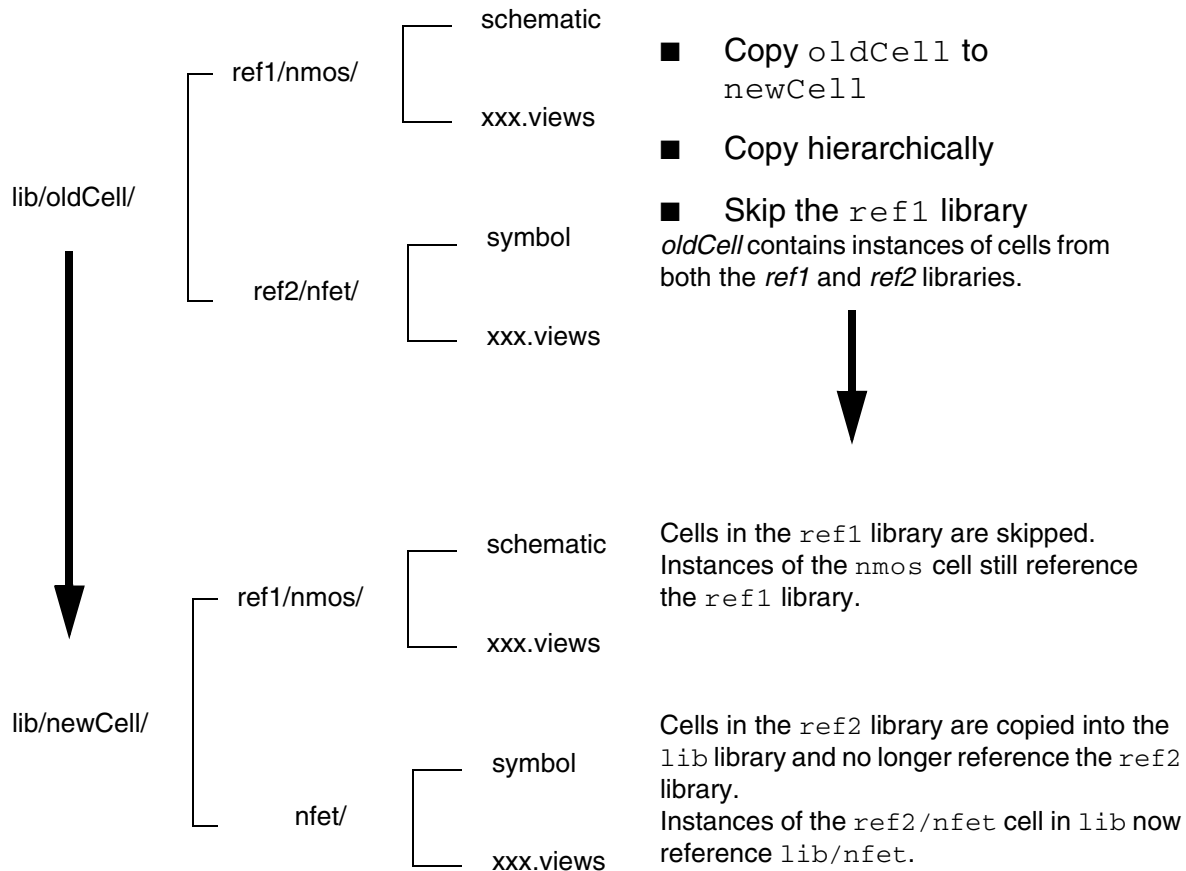 schematic
ref1/nmos/
xxx.views
lib/oldCell/
symbol
ref2/nfet/
xxx.views
■ Copy oldCell to
newCell
■ Copy hierarchically
■ Skip the ref1 library
oldCell contains instances of cells from
both the ref1 and ref2 libraries.
schematic
ref1/nmos/
xxx.views
lib/newCell/
symbol
nfet/
xxx.views
Cells in the ref1 library are skipped.
Instances of the nmos cell still reference
the ref1 library.
Cells in the ref2 library are copied into the
lib library and no longer reference the ref2
library.
Instances of the ref2/nfet cell in lib now
reference lib/nfet.